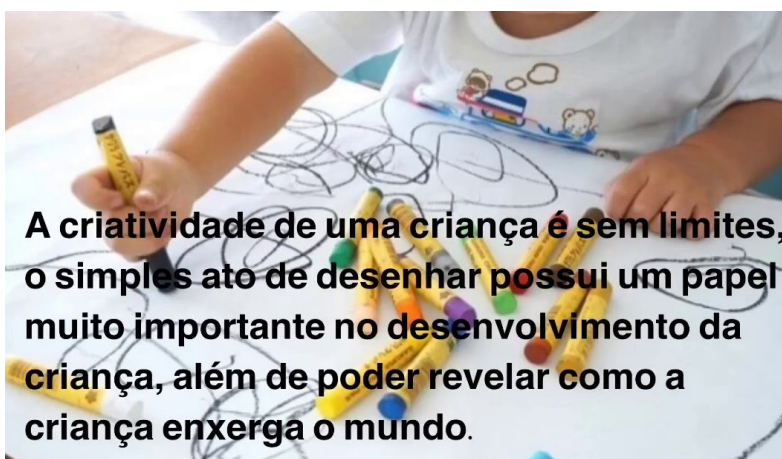 A criatividade de uma criança é sem limites,
o simples ato de desenhar possui um papel
muito importante no desenvolvimento da
criança, além de poder revelar como a
criança enxerga o mundo.